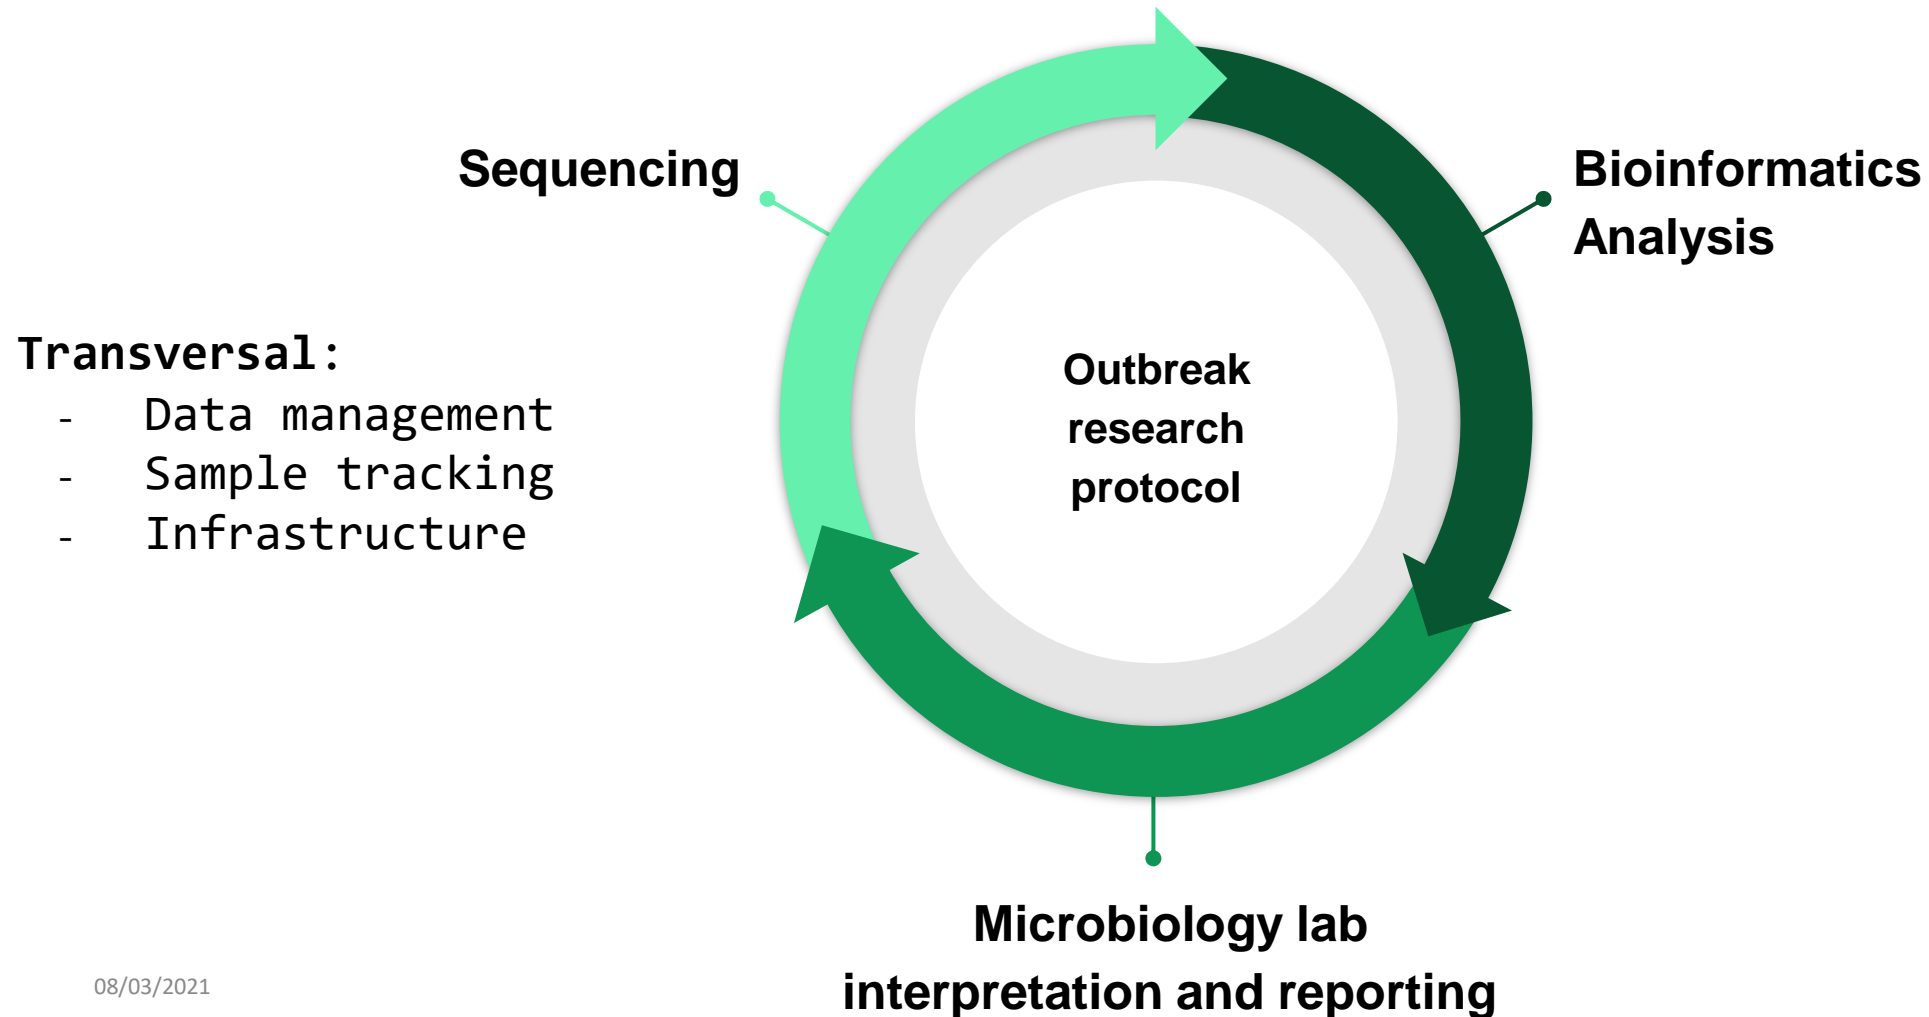 Sequencing
Bioinformatics
Analysis
Transversal:
- Data management
- Sample tracking
- Infrastructure
Outbreak
research
protocol
Microbiology lab
interpretation and reporting
08/03/2021